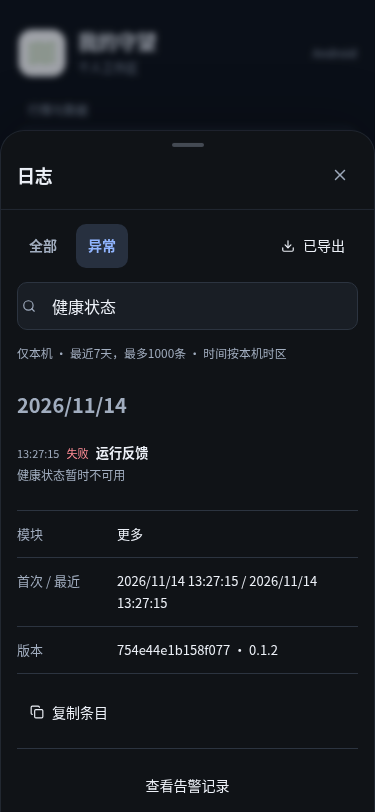 我的守望
日志
全部
异常
已导出
健康状态
仅本机 • 最近7天，最多1000条 • 时间按本机时区
2026/11/14
13:27:15 失败 运行反馈
健康状态暂时不可用
模块 更多
首次 / 最近 2026/11/14 13:27:15 / 2026/11/14
13:27:15
版本 754e44e1b158f077 • 0.1.2
复制条目
查看告警记录